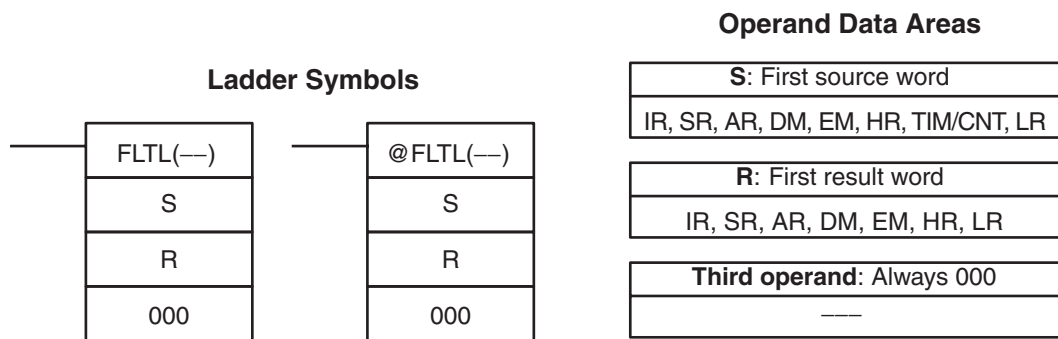 Ladder Symbols
FLTL(––)
S
R
000
@FLTL(––)
S
R
000
Operand Data Areas
S: First source word
IR, SR, AR, DM, EM, HR, TIM/CNT, LR
R: First result word
IR, SR, AR, DM, EM, HR, LR
Third operand: Always 000
–––